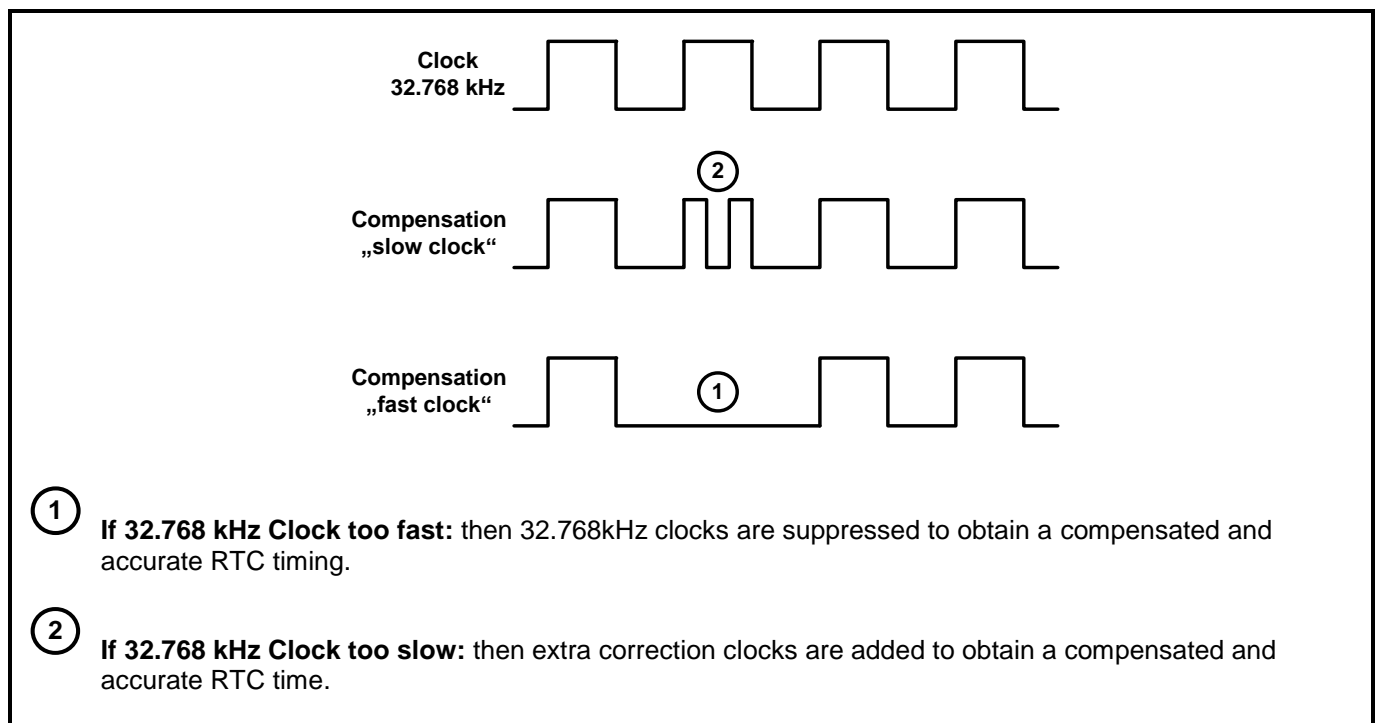 Clock
32.768 kHz
2
Compensation
„slow clock“
Compensation
„fast clock“
1
1
If 32.768 kHz Clock too fast: then 32.768kHz clocks are suppressed to obtain a compensated and
accurate RTC timing.
2
If 32.768 kHz Clock too slow: then extra correction clocks are added to obtain a compensated and
accurate RTC time.